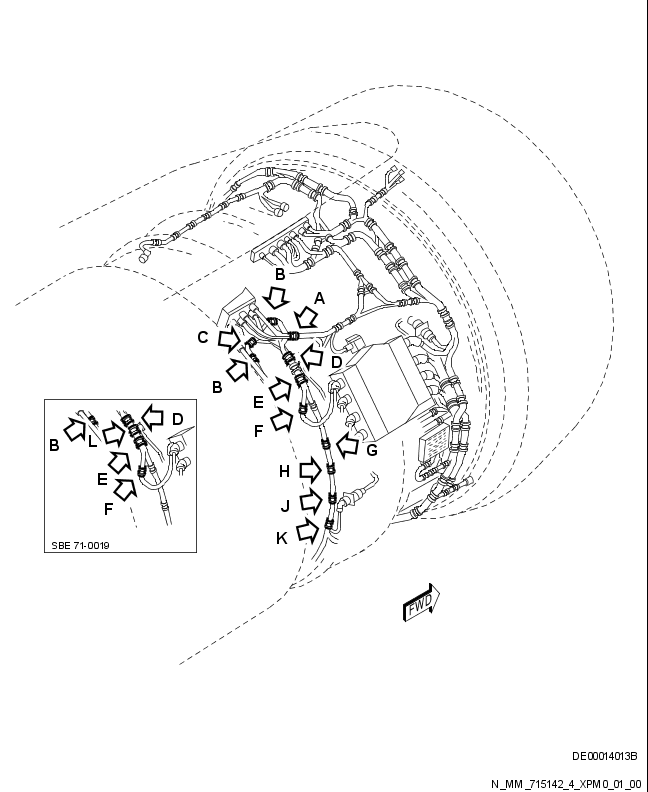 B
A
C
D
B
E
F
G
H
J
K
D
B
L
E
F
SBE 71-0019
FWD
DE00014013B
N_MM_715142_4_XPM0_01_00